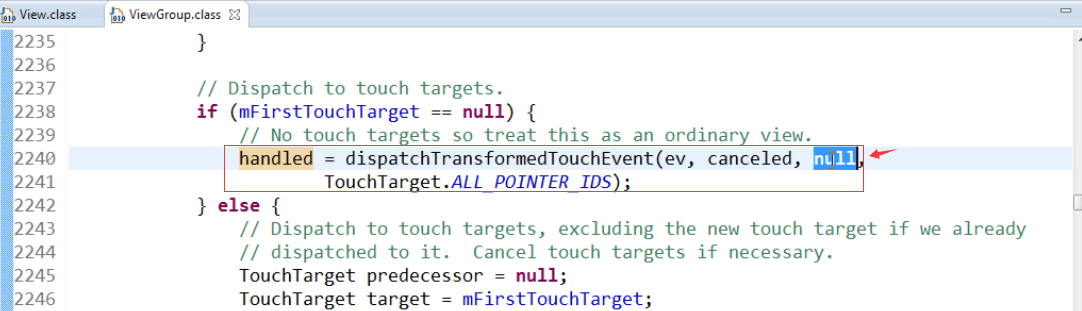 View.class ViewGroup.class
2235 }
2236
2237 // Dispatch to touch targets.
2238 if (mFirstTouchTarget == null) {
2239 // No touch targets so treat this as an ordinary view.
2240 handled = dispatchTransformedTouchEvent(ev, canceled, null,
2241 TouchTarget.ALL_POINTER_IDS);
2242 } else {
2243 // Dispatch to touch targets, excluding the new touch target if we already
2244 // dispatched to it.  Cancel touch targets if necessary.
2245 TouchTarget predecessor = null;
2246 TouchTarget target = mFirstTouchTarget;